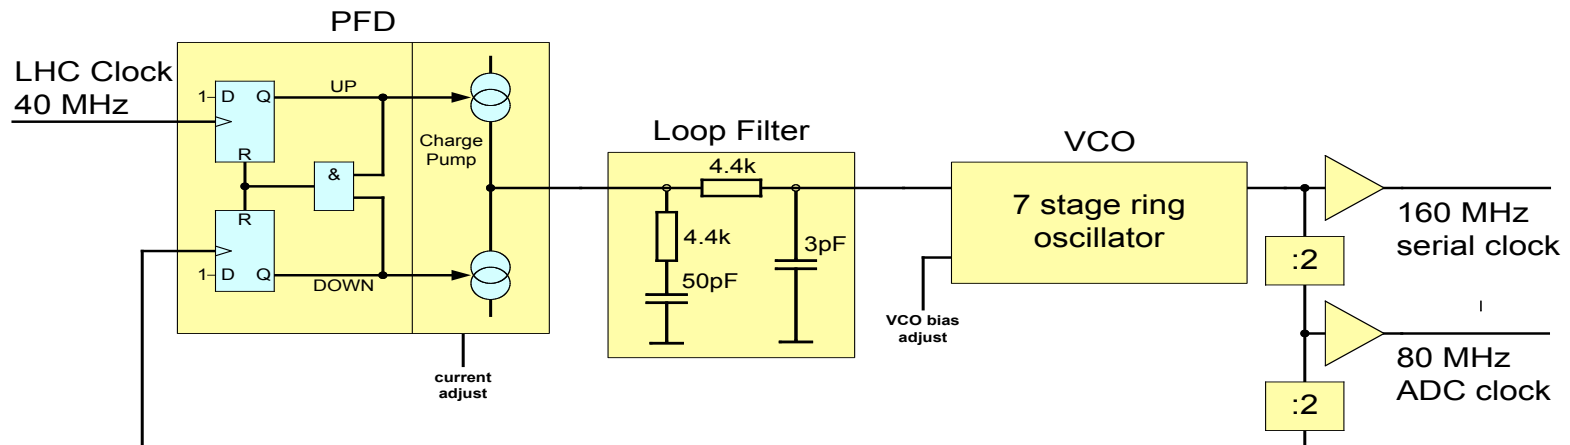 PFD
LHC Clock
40 MHz
1
D
Q
R
UP
&
Charge
Pump
R
1
D
Q
DOWN
current
adjust
Loop Filter
4.4k
4.4k
50pF
3pF
VCO
7 stage ring
oscillator
VCO bias
adjust
160 MHz
serial clock
:2
80 MHz
ADC clock
:2